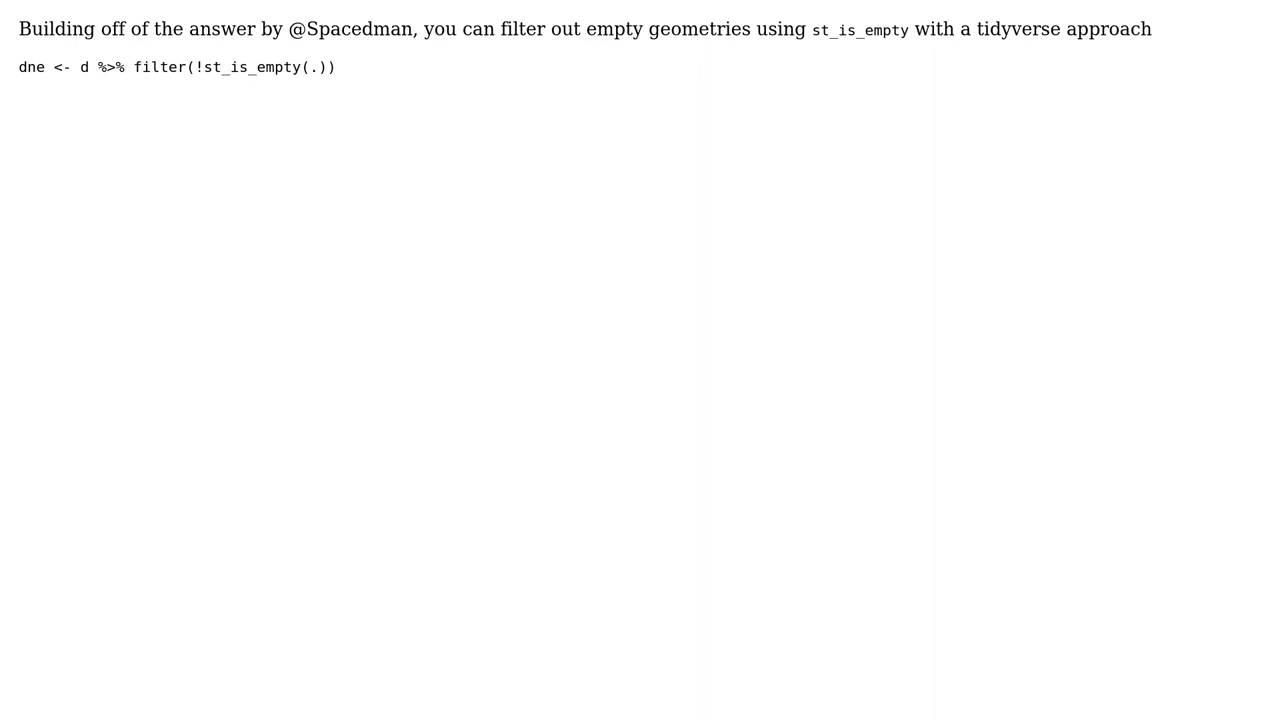 Building off of the answer by @Spacedman, you can filter out empty geometries using st_is_empty with a tidyverse approach
dne <- d %>% filter(!st_is_empty(.))